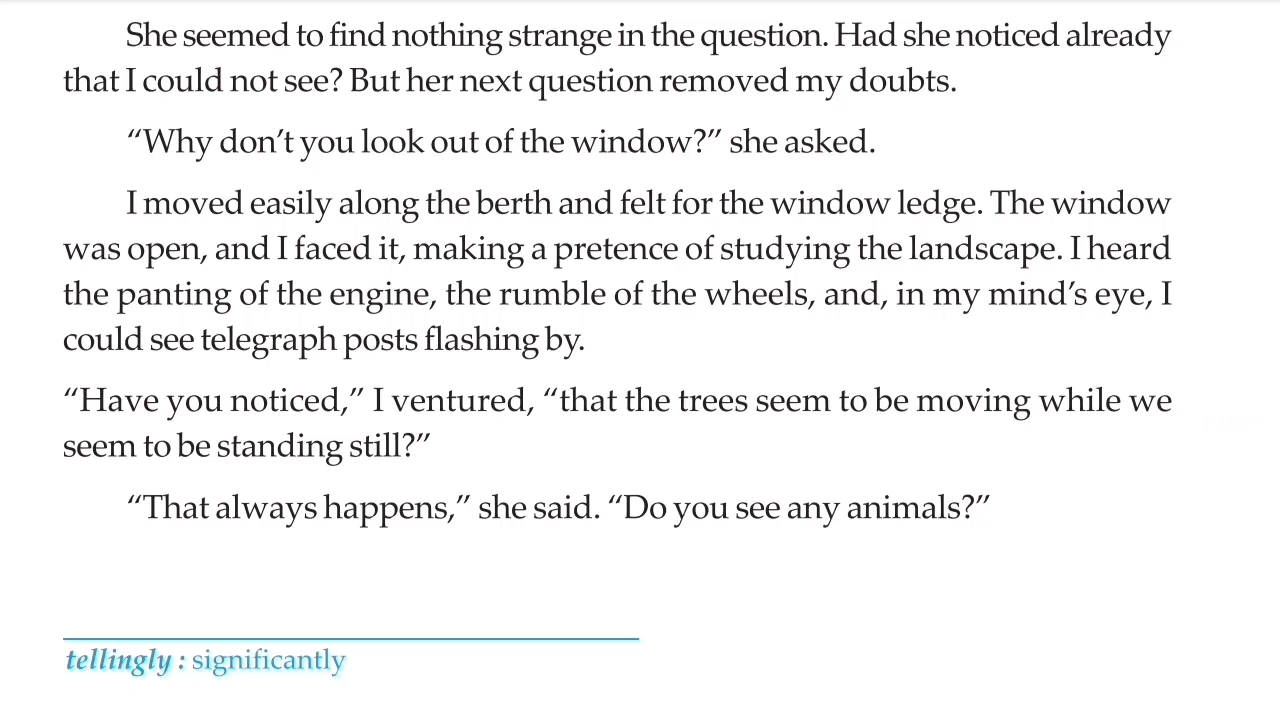 She seemed to find nothing strange in the question. Had she noticed already
that I could not see? But her next question removed my doubts.
“Why don’t you look out of the window?” she asked.
I moved easily along the berth and felt for the window ledge. The window
was open, and I faced it, making a pretence of studying the landscape. I heard
the panting of the engine, the rumble of the wheels, and, in my mind’s eye, I
could see telegraph posts flashing by.
“Have you noticed,” I ventured, “that the trees seem to be moving while we
seem to be standing still?”
“That always happens,” she said. “Do you see any animals?”
tellingly : significantly